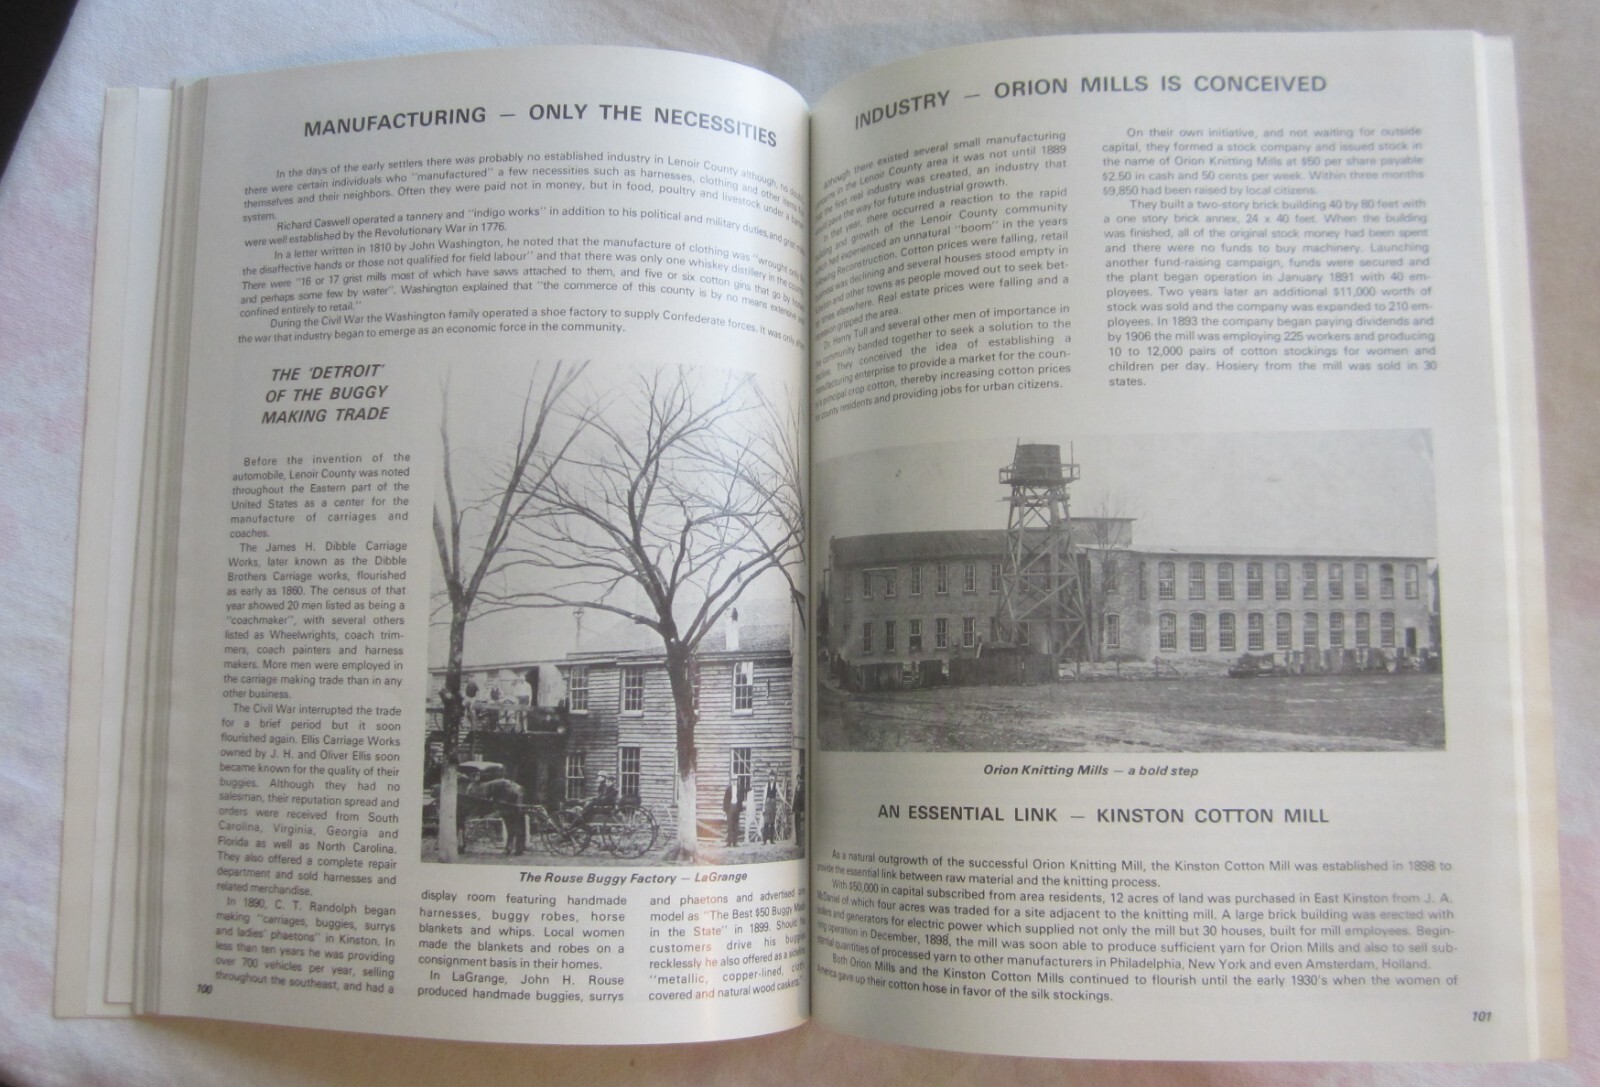 MANUFACTURING — ONLY THE NECESSITIES
In the days of the early settlers there was probably no established industry in Lenoir County although, no doubt
there were certain individuals who "manufactured" a few necessities such as harnesses, clothing and other items for
themselves and their neighbors. Often they were paid not in money, but in food, poultry and livestock under a barter
system.
Richard Caswell operated a tannery and "indigo works" in addition to his political and military duties, and grist mills
were well established by the Revolutionary War in 1776.
In a letter written in 1810 by John Washington, he noted that the manufacture of clothing was "wrought only by
the disaffective hands or those not qualified for field labour" and that there was only one whiskey distillery in the county.
There were "16 or 17 grist mills most of which have saws attached to them, and five or six cotton gins that go by horses
and perhaps some few by water". Washington explained that "the commerce of this county is by no means extensive and
confined entirely to retail."
During the Civil War the Washington family operated a shoe factory to supply Confederate forces. It was only after
the war that industry began to emerge as an economic force in the community.
THE 'DETROIT'
OF THE BUGGY
MAKING TRADE
Before the invention of the
automobile, Lenoir County was noted
throughout the Eastern part of the
United States as a center for the
manufacture of carriages and
coaches.
The James H. Dibble Carriage
Works, later known as the Dibble
Brothers Carriage works, flourished
as early as 1860. The census of that
year showed 20 men listed as being a
"coachmaker", with several others
listed as Wheelwrights, coach trim-
mers, coach painters and harness
makers. More men were employed in
the carriage making trade than in any
other business.
The Civil War interrupted the trade
for a brief period but it soon
flourished again. Ellis Carriage Works
owned by J. H. and Oliver Ellis soon
became known for the quality of their
buggies. Although they had no
salesman, their reputation spread and
orders were received from South
Carolina, Virginia, Georgia and
Florida as well as North Carolina.
They also offered a complete repair
department and sold harnesses and
related merchandise.
In 1890, C. T. Randolph began
making "carriages, buggies, surrys
and ladies' phaetons" in Kinston. In
less than ten years he was providing
over 700 vehicles per year, selling
throughout the southeast, and had a
The Rouse Buggy Factory — LaGrange
display room featuring handmade
harnesses, buggy robes, horse
blankets and whips. Local women
made the blankets and robes on a
consignment basis in their homes.
In LaGrange, John H. Rouse
produced handmade buggies, surrys
and phaetons and advertised
model as "The Best $50 Buggy Made
in the State" in 1899. Should
customers drive his buggies
recklessly he also offered as a sideline
"metallic, copper-lined, cloth
covered and natural wood caskets."
100
INDUSTRY — ORION MILLS IS CONCEIVED
Although there existed several small manufacturing
in the Lenoir County area it was not until 1889
that the first real industry was created, an industry that
would pave the way for future industrial growth.
In that year, there occurred a reaction to the rapid
and growth of the Lenoir County community
which had experienced an unnatural "boom" in the years
following Reconstruction. Cotton prices were falling, retail
business was declining and several houses stood empty in
Kinston and other towns as people moved out to seek bet-
ter times elsewhere. Real estate prices were falling and a
gripped the area.
Dr. Henry Tull and several other men of importance in
the community banded together to seek a solution to the
They conceived the idea of establishing a
manufacturing enterprise to provide a market for the coun-
ty's principal crop cotton, thereby increasing cotton prices
for county residents and providing jobs for urban citizens.
On their own initiative, and not waiting for outside
capital, they formed a stock company and issued stock in
the name of Orion Knitting Mills at $50 per share payable
$2.50 in cash and 50 cents per week. Within three months
$9,850 had been raised by local citizens.
They built a two-story brick building 40 by 80 feet with
a one story brick annex, 24 x 40 feet. When the building
was finished, all of the original stock money had been spent
and there were no funds to buy machinery. Launching
another fund-raising campaign, funds were secured and
the plant began operation in January 1891 with 40 em-
ployees. Two years later an additional $11,000 worth of
stock was sold and the company was expanded to 210 em-
ployees. In 1893 the company began paying dividends and
by 1906 the mill was employing 225 workers and producing
10 to 12,000 pairs of cotton stockings for women and
children per day. Hosiery from the mill was sold in 30
states.
Orion Knitting Mills — a bold step
AN ESSENTIAL LINK — KINSTON COTTON MILL
As a natural outgrowth of the successful Orion Knitting Mill, the Kinston Cotton Mill was established in 1898 to
provide the essential link between raw material and the knitting process.
With $50,000 in capital subscribed from area residents, 12 acres of land was purchased in East Kinston from J. A.
McDaniel of which four acres was traded for a site adjacent to the knitting mill. A large brick building was erected with
boilers and generators for electric power which supplied not only the mill but 30 houses, built for mill employees. Begin-
ning operation in December, 1898, the mill was soon able to produce sufficient yarn for Orion Mills and also to sell sub-
stantial quantities of processed yarn to other manufacturers in Philadelphia, New York and even Amsterdam, Holland.
Both Orion Mills and the Kinston Cotton Mills continued to flourish until the early 1930's when the women of
America gave up their cotton hose in favor of the silk stockings.
101